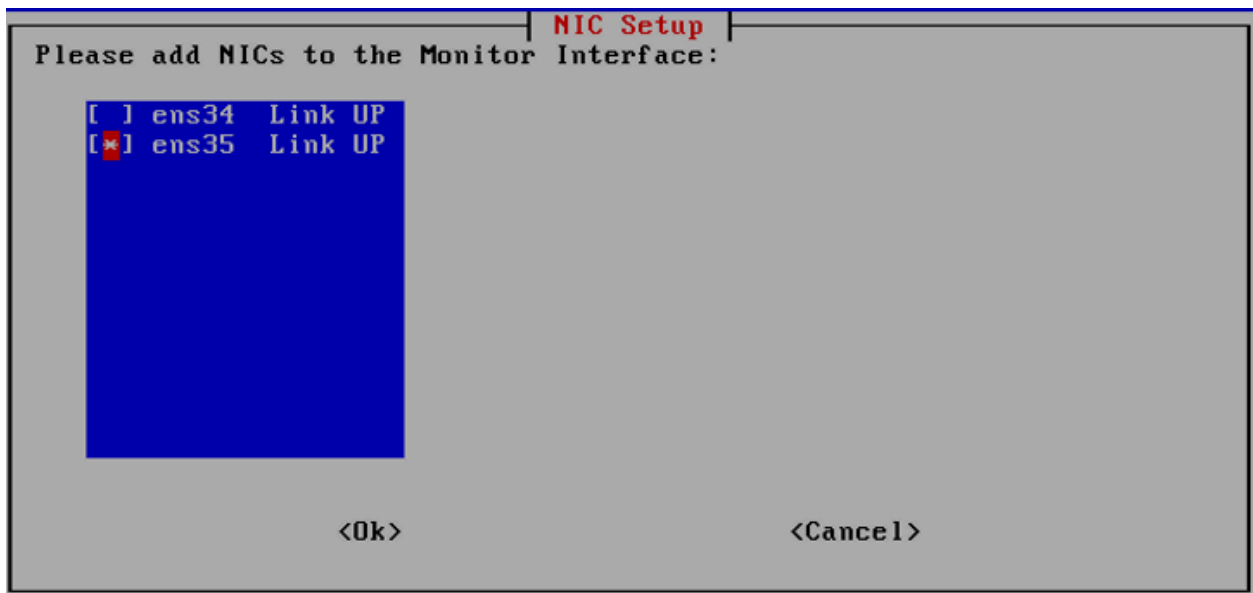 NIC Setup
Please add NICs to the Monitor Interface:
[ ] ens34  Link UP
[*] ens35  Link UP
<Ok> <Cancel>